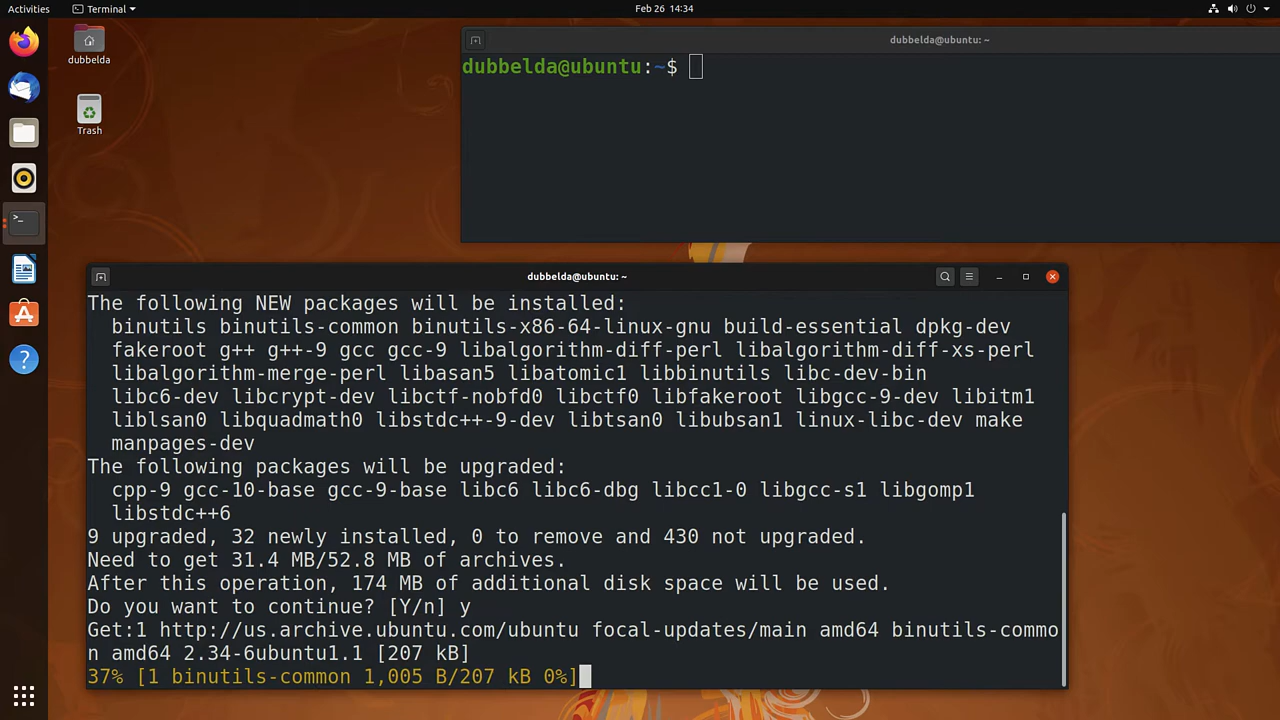 Activities
Terminal
Feb 26 14:34
dubbelda
Trash
dubbelda@ubuntu: ~
dubbelda@ubuntu:~$
dubbelda@ubuntu: ~
The following NEW packages will be installed:
binutils binutils-common binutils-x86-64-linux-gnu build-essential dpkg-dev
fakeroot g++ g++-9 gcc gcc-9 libalgorithm-diff-perl libalgorithm-diff-xs-perl
libalgorithm-merge-perl libasan5 libatomic1 libbinutils libc-dev-bin
libc6-dev libcrypt-dev libctf-nobfd0 libctf0 libfakeroot libgcc-9-dev libitm1
liblsan0 libquadmath0 libstdc++-9-dev libtsan0 libubsan1 linux-libc-dev make
manpages-dev
The following packages will be upgraded:
cpp-9 gcc-10-base gcc-9-base libc6 libc6-dbg libcc1-0 libgcc-s1 libgomp1
libstdc++6
9 upgraded, 32 newly installed, 0 to remove and 430 not upgraded.
Need to get 31.4 MB/52.8 MB of archives.
After this operation, 174 MB of additional disk space will be used.
Do you want to continue? [Y/n] y
Get:1 http://us.archive.ubuntu.com/ubuntu focal-updates/main amd64 binutils-commo
n amd64 2.34-6ubuntu1.1 [207 kB]
37% [1 binutils-common 1,005 B/207 kB 0%]